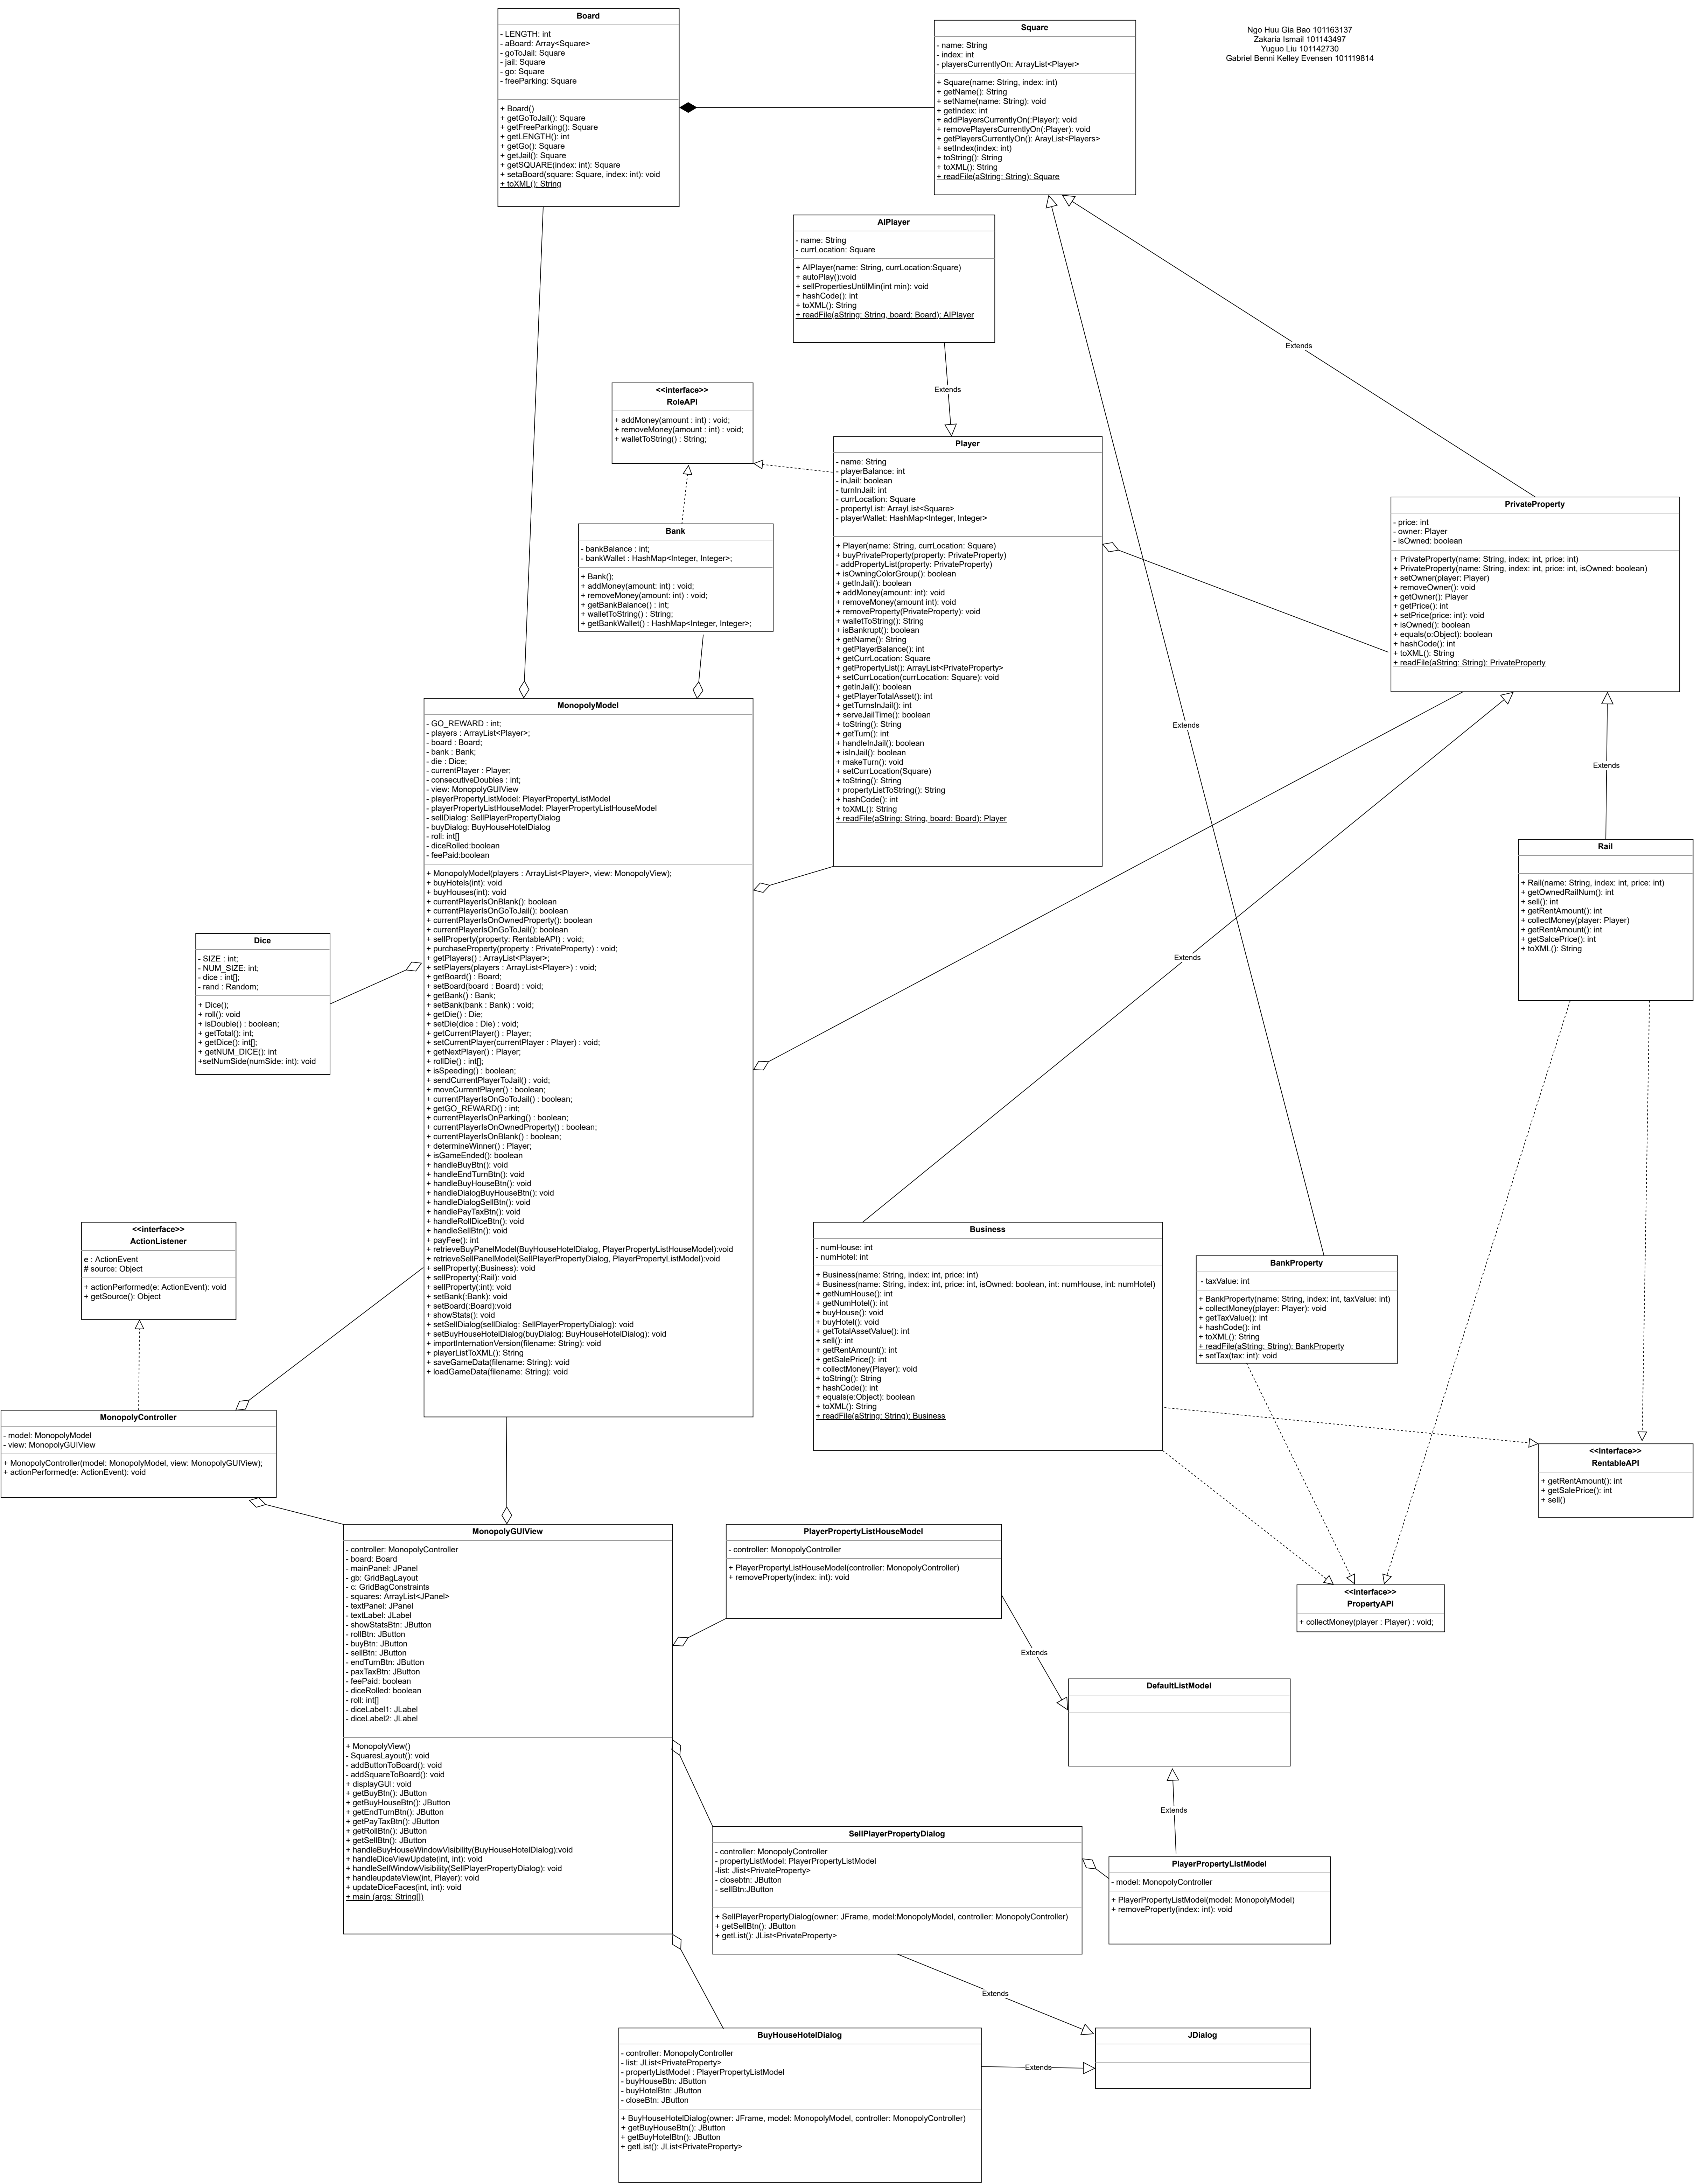 Board
- LENGTH: int
- aBoard: Array<Square>
- goToJail: Square
- jail: Square
- go: Square
- freeParking: Square
+ Board()
+ getGoToJail(): Square
+ getFreeParking(): Square
+ getLENGTH(): int
+ getGo(): Square
+ getJail(): Square
+ getSQUARE(index: int): Square
+ setaBoard(square: Square, index: int): void
+ toXML(): String
Square
- name: String
- index: int
- playersCurrentlyOn: ArrayList<Player>
+ Square(name: String, index: int)
+ getName(): String
+ setName(name: String): void
+ getIndex: int
+ addPlayersCurrentlyOn(:Player): void
+ removePlayersCurrentlyOn(:Player): void
+ getPlayersCurrentlyOn(): ArayList<Players>
+ setIndex(index: int)
+ toString(): String
+ toXML(): String
+ readFile(aString: String): Square
Ngo Huu Gia Bao 101163137
Zakaria Ismail 101143497
Yuguo Liu 101142730
Gabriel Benni Kelley Evensen 101119814
AIPlayer
- name: String
- currLocation: Square
+ AIPlayer(name: String, currLocation:Square)
+ autoPlay():void
+ sellPropertiesUntilMin(int min): void
+ hashCode(): int
+ toXML(): String
+ readFile(aString: String, board: Board): AIPlayer
Extends
Extends
<<interface>>
RoleAPI
+ addMoney(amount : int) : void;
+ removeMoney(amount : int) : void;
+ walletToString() : String;
Player
- name: String
- playerBalance: int
- inJail: boolean
- turnInJail: int
- currLocation: Square
- propertyList: ArrayList<Square>
- playerWallet: HashMap<Integer, Integer>
+ Player(name: String, currLocation: Square)
+ buyPrivateProperty(property: PrivateProperty)
- addPropertyList(property: PrivateProperty)
+ isOwningColorGroup(): boolean
+ getInJail(): boolean
+ addMoney(amount: int): void
+ removeMoney(amount int): void
+ removeProperty(PrivateProperty): void
+ walletToString(): String
+ isBankrupt(): boolean
+ getName(): String
+ getPlayerBalance(): int
+ getCurrLocation: Square
+ getPropertyList(): ArrayList<PrivateProperty>
+ setCurrLocation(currLocation: Square): void
+ getInJail(): boolean
+ getPlayerTotalAsset(): int
+ getTurnsInJail(): int
+ serveJailTime(): boolean
+ toString(): String
+ getTurn(): int
+ handleInJail(): boolean
+ isInJail(): boolean
+ makeTurn(): void
+ setCurrLocation(Square)
+ toString(): String
+ propertyListToString(): String
+ hashCode(): int
+ toXML(): String
+ readFile(aString: String, board: Board): Player
PrivateProperty
- price: int
- owner: Player
- isOwned: boolean
+ PrivateProperty(name: String, index: int, price: int)
+ PrivateProperty(name: String, index: int, price: int, isOwned: boolean)
+ setOwner(player: Player)
+ removeOwner(): void
+ getOwner(): Player
+ getPrice(): int
+ setPrice(price: int): void
+ isOwned(): boolean
+ equals(o:Object): boolean
+ hashCode(): int
+ toXML(): String
+ readFile(aString: String): PrivateProperty
Bank
- bankBalance : int;
- bankWallet : HashMap<Integer, Integer>;
+ Bank();
+ addMoney(amount: int) : void;
+ removeMoney(amount: int) : void;
+ getBankBalance() : int;
+ walletToString() : String;
+ getBankWallet() : HashMap<Integer, Integer>;
MonopolyModel
- GO_REWARD : int;
- players : ArrayList<Player>;
- board : Board;
- bank : Bank;
- die : Dice;
- currentPlayer : Player;
- consecutiveDoubles : int;
- view: MonopolyGUIView
- playerPropertyListModel: PlayerPropertyListModel
- playerPropertyListHouseModel: PlayerPropertyListHouseModel
- sellDialog: SellPlayerPropertyDialog
- buyDialog: BuyHouseHotelDialog
- roll: int[]
- diceRolled:boolean
- feePaid:boolean
+ MonopolyModel(players : ArrayList<Player>, view: MonopolyView);
+ buyHotels(int): void
+ buyHouses(int): void
+ currentPlayerIsOnBlank(): boolean
+ currentPlayerIsOnGoToJail(): boolean
+ currentPlayerIsOnOwnedProperty(): boolean
+ currentPlayerIsOnGoToJail(): boolean
+ sellProperty(property: RentableAPI) : void;
+ purchaseProperty(property : PrivateProperty) : void;
+ getPlayers() : ArrayList<Player>;
+ setPlayers(players : ArrayList<Player>) : void;
+ getBoard() : Board;
+ setBoard(board : Board) : void;
+ getBank() : Bank;
+ setBank(bank : Bank) : void;
+ getDie() : Die;
+ setDie(dice : Die) : void;
+ getCurrentPlayer() : Player;
+ setCurrentPlayer(currentPlayer : Player) : void;
+ getNextPlayer() : Player;
+ rollDie() : int[];
+ isSpeeding() : boolean;
+ sendCurrentPlayerToJail() : void;
+ moveCurrentPlayer() : boolean;
+ currentPlayerIsOnGoToJail() : boolean;
+ getGO_REWARD() : int;
+ currentPlayerIsOnParking() : boolean;
+ currentPlayerIsOnOwnedProperty() : boolean;
+ currentPlayerIsOnBlank() : boolean;
+ determineWinner() : Player;
+ isGameEnded(): boolean
+ handleBuyBtn(): void
+ handleEndTurnBtn(): void
+ handleBuyHouseBtn(): void
+ handleDialogBuyHouseBtn(): void
+ handleDialogSellBtn(): void
+ handlePayTaxBtn(): void
+ handleRollDiceBtn(): void
+ handleSellBtn(): void
+ payFee(): int
+ retrieveBuyPanelModel(BuyHouseHotelDialog, PlayerPropertyListHouseModel):void
+ retrieveSellPanelModel(SellPlayerPropertyDialog, PlayerPropertyListModel):void
+ sellProperty(:Business): void
+ sellProperty(:Rail): void
+ sellProperty(:int): void
+ setBank(:Bank): void
+ setBoard(:Board):void
+ showStats(): void
+ setSellDialog(sellDialog: SellPlayerPropertyDialog): void
+ setBuyHouseHotelDialog(buyDialog: BuyHouseHotelDialog): void
+ importInternationVersion(filename: String): void
+ playerListToXML(): String
+ saveGameData(filename: String): void
+ loadGameData(filename: String): void
Extends
Extends
Rail
+ Rail(name: String, index: int, price: int)
+ getOwnedRailNum(): int
+ sell(): int
+ getRentAmount(): int
+ collectMoney(player: Player)
+ getRentAmount(): int
+ getSalcePrice(): int
+ toXML(): String
Dice
- SIZE : int;
- NUM_SIZE: int;
- dice : int[];
- rand : Random;
+ Dice();
+ roll(): void
+ isDouble() : boolean;
+ getTotal(): int;
+ getDice(): int[];
+ getNUM_DICE(): int
+setNumSide(numSide: int): void
Extends
<<interface>>
ActionListener
e : ActionEvent
# source: Object
+ actionPerformed(e: ActionEvent): void
+ getSource(): Object
Business
- numHouse: int
- numHotel: int
+ Business(name: String, index: int, price: int)
+ Business(name: String, index: int, price: int, isOwned: boolean, int: numHouse, int: numHotel)
+ getNumHouse(): int
+ getNumHotel(): int
+ buyHouse(): void
+ buyHotel(): void
+ getTotalAssetValue(): int
+ sell(): int
+ getRentAmount(): int
+ getSalePrice(): int
+ collectMoney(Player): void
+ toString(): String
+ hashCode(): int
+ equals(e:Object): boolean
+ toXML(): String
+ readFile(aString: String): Business
BankProperty
- taxValue: int
+ BankProperty(name: String, index: int, taxValue: int)
+ collectMoney(player: Player): void
+ getTaxValue(): int
+ hashCode(): int
+ toXML(): String
+ readFile(aString: String): BankProperty
+ setTax(tax: int): void
MonopolyController
- model: MonopolyModel
- view: MonopolyGUIView
+ MonopolyController(model: MonopolyModel, view: MonopolyGUIView);
+ actionPerformed(e: ActionEvent): void
<<interface>>
RentableAPI
+ getRentAmount(): int
+ getSalePrice(): int
+ sell()
MonopolyGUIView
- controller: MonopolyController
- board: Board
- mainPanel: JPanel
- gb: GridBagLayout
- c: GridBagConstraints
- squares: ArrayList<JPanel>
- textPanel: JPanel
- textLabel: JLabel
- showStatsBtn: JButton
- rollBtn: JButton
- buyBtn: JButton
- sellBtn: JButton
- endTurnBtn: JButton
- paxTaxBtn: JButton
- feePaid: boolean
- diceRolled: boolean
- roll: int[]
- diceLabel1: JLabel
- diceLabel2: JLabel
+ MonopolyView()
- SquaresLayout(): void
- addButtonToBoard(): void
- addSquareToBoard(): void
+ displayGUI: void
+ getBuyBtn(): JButton
+ getBuyHouseBtn(): JButton
+ getEndTurnBtn(): JButton
+ getPayTaxBtn(): JButton
+ getRollBtn(): JButton
+ getSellBtn(): JButton
+ handleBuyHouseWindowVisibility(BuyHouseHotelDialog):void
+ handleDiceViewUpdate(int, int): void
+ handleSellWindowVisibility(SellPlayerPropertyDialog): void
+ handleupdateView(int, Player): void
+ updateDiceFaces(int, int): void
+ main (args: String[])
PlayerPropertyListHouseModel
- controller: MonopolyController
+ PlayerPropertyListHouseModel(controller: MonopolyController)
+ removeProperty(index: int): void
<<interface>>
PropertyAPI
+ collectMoney(player : Player) : void;
Extends
DefaultListModel
Extends
SellPlayerPropertyDialog
- controller: MonopolyController
- propertyListModel: PlayerPropertyListModel
-list: Jlist<PrivateProperty>
- closebtn: JButton
- sellBtn:JButton
+ SellPlayerPropertyDialog(owner: JFrame, model:MonopolyModel, controller: MonopolyController)
+ getSellBtn(): JButton
+ getList(): JList<PrivateProperty>
PlayerPropertyListModel
- model: MonopolyController
+ PlayerPropertyListModel(model: MonopolyModel)
+ removeProperty(index: int): void
Extends
BuyHouseHotelDialog
- controller: MonopolyController
- list: JList<PrivateProperty>
- propertyListModel : PlayerPropertyListModel
- buyHouseBtn: JButton
- buyHotelBtn: JButton
- closeBtn: JButton
+ BuyHouseHotelDialog(owner: JFrame, model: MonopolyModel, controller: MonopolyController)
+ getBuyHouseBtn(): JButton
+ getBuyHotelBtn(): JButton
+ getList(): JList<PrivateProperty>
Extends
JDialog